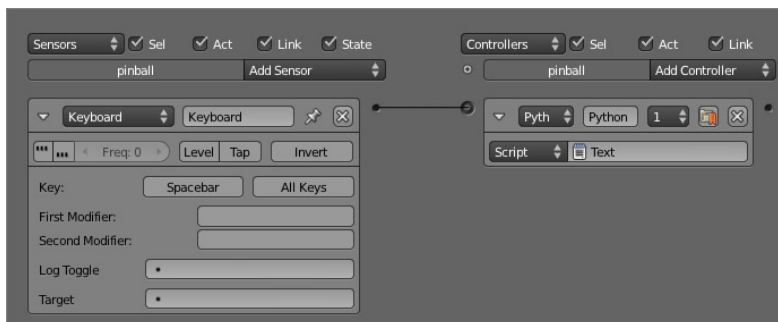 Sensors Sel Act Link State Controllers Sel Act Link
pinball Add Sensor pinball Add Controller
Keyboard Keyboard Pyth Python 1
Freq: 0 Level Tap Invert Script Text
Key: Spacebar All Keys
First Modifier:
Second Modifier:
Log Toggle
Target